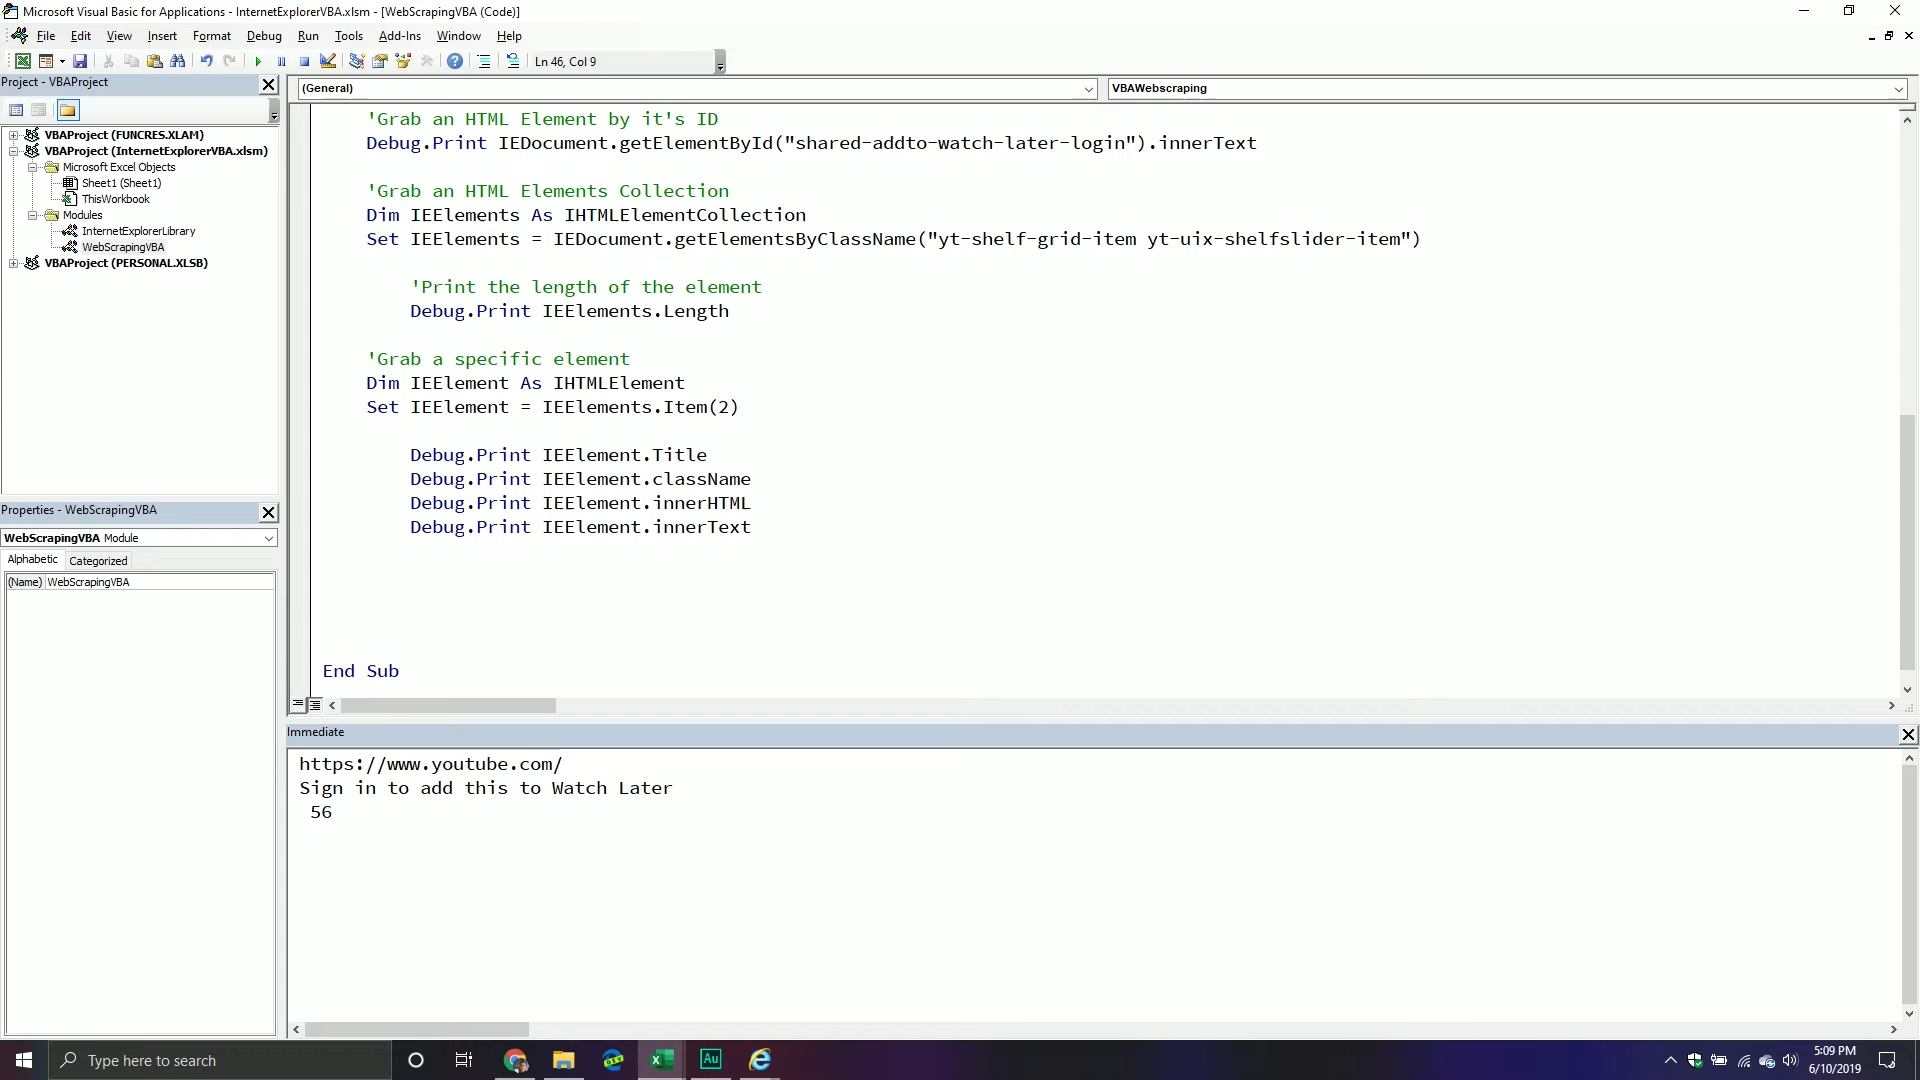 Microsoft Visual Basic for Applications - InternetExplorerVBA.xlsm - [WebScrapingVBA (Code)]
File Edit View Insert Format Debug Run Tools Add-Ins Window Help
Ln 46, Col 9
Project - VBAProject
VBAProject (FUNCRES.XLAM)
VBAProject (InternetExplorerVBA.xlsm)
Microsoft Excel Objects
Sheet1 (Sheet1)
ThisWorkbook
Modules
InternetExplorerLibrary
WebScrapingVBA
VBAProject (PERSONAL.XLSB)
Properties - WebScrapingVBA
WebScrapingVBA Module
Alphabetic Categorized
(Name) WebScrapingVBA
(General) VBAWebscraping
'Grab an HTML Element by it's ID
Debug.Print IEDocument.getElementById("shared-addto-watch-later-login").innerText
'Grab an HTML Elements Collection
Dim IEElements As IHTMLElementCollection
Set IEElements = IEDocument.getElementsByClassName("yt-shelf-grid-item yt-uix-shelfslider-item")
'Print the length of the element
Debug.Print IEElements.Length
'Grab a specific element
Dim IEElement As IHTMLElement
Set IEElement = IEElements.Item(2)
Debug.Print IEElement.Title
Debug.Print IEElement.className
Debug.Print IEElement.innerHTML
Debug.Print IEElement.innerText
End Sub
Immediate
https://www.youtube.com/
Sign in to add this to Watch Later
56
Type here to search
DEV
Au
5:09 PM
6/10/2019